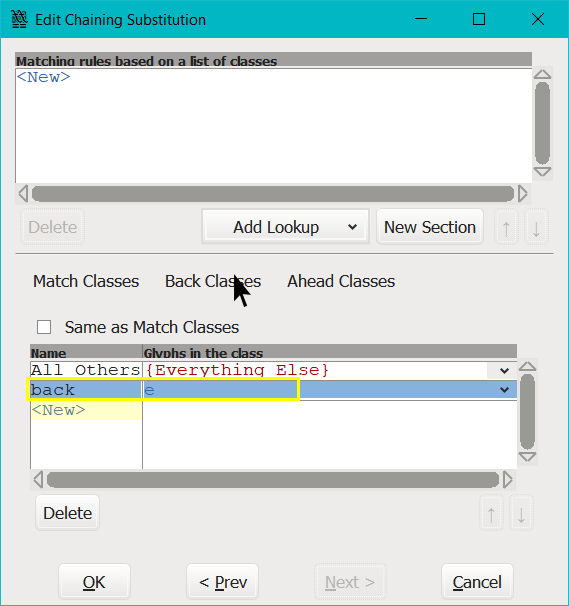 Edit Chaining Substitution
Matching rules based on a list of classes
<New>
Delete Add Lookup New Section ↑ ↓
Match Classes Back Classes Ahead Classes
Same as Match Classes
Name Glyphs in the class
All Others {Everything Else}
back e
<New>
Delete ↑ ↓
OK < Prev Next > Cancel